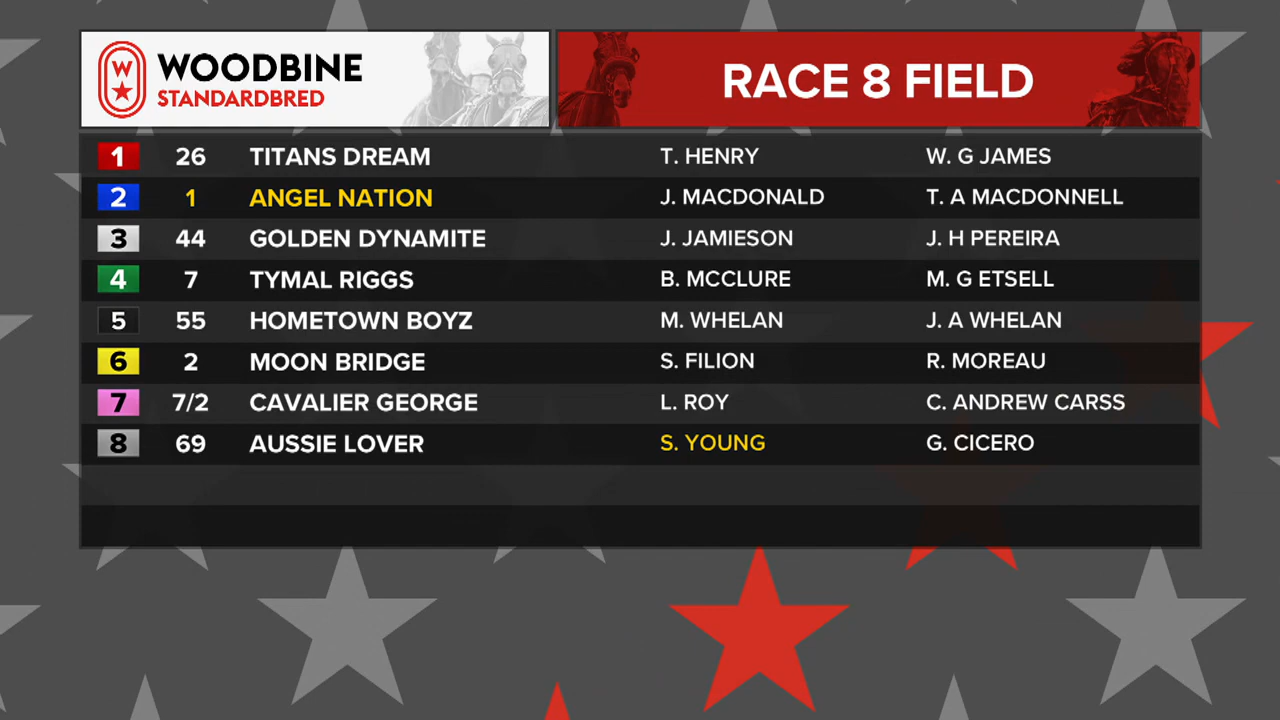 W WOODBINE
STANDARDBRED
RACE 8 FIELD
1 26 TITANS DREAM T. HENRY W. G JAMES
2 1 ANGEL NATION J. MACDONALD T. A MACDONNELL
3 44 GOLDEN DYNAMITE J. JAMIESON J. H PEREIRA
4 7 TYMAL RIGGS B. MCCLURE M. G ETSELL
5 55 HOMETOWN BOYZ M. WHELAN J. A WHELAN
6 2 MOON BRIDGE S. FILION R. MOREAU
7 7/2 CAVALIER GEORGE L. ROY C. ANDREW CARSS
8 69 AUSSIE LOVER S. YOUNG G. CICERO